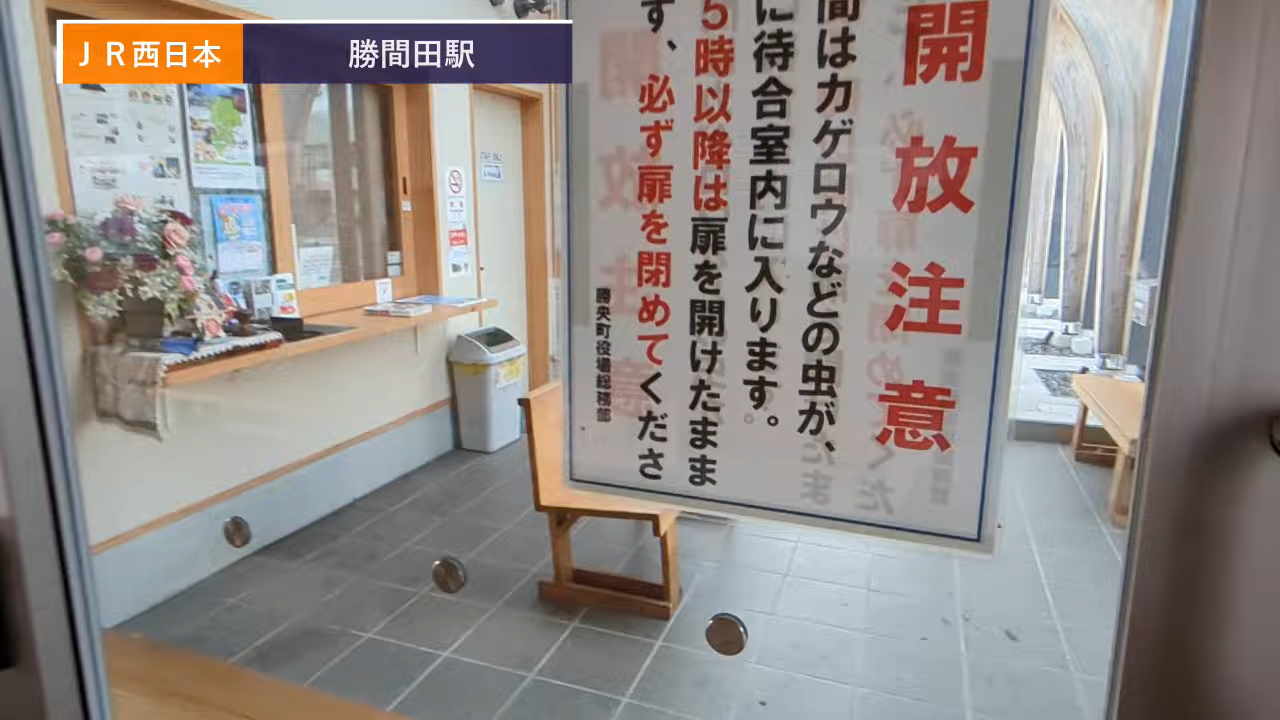 ＪＲ西日本
勝間田駅
開放注意
間はカゲロウなどの虫が、
に待合室内に入ります。
５時以降は扉を開けたまま
す、必ず扉を閉めてくださ
勝央町役場総務部